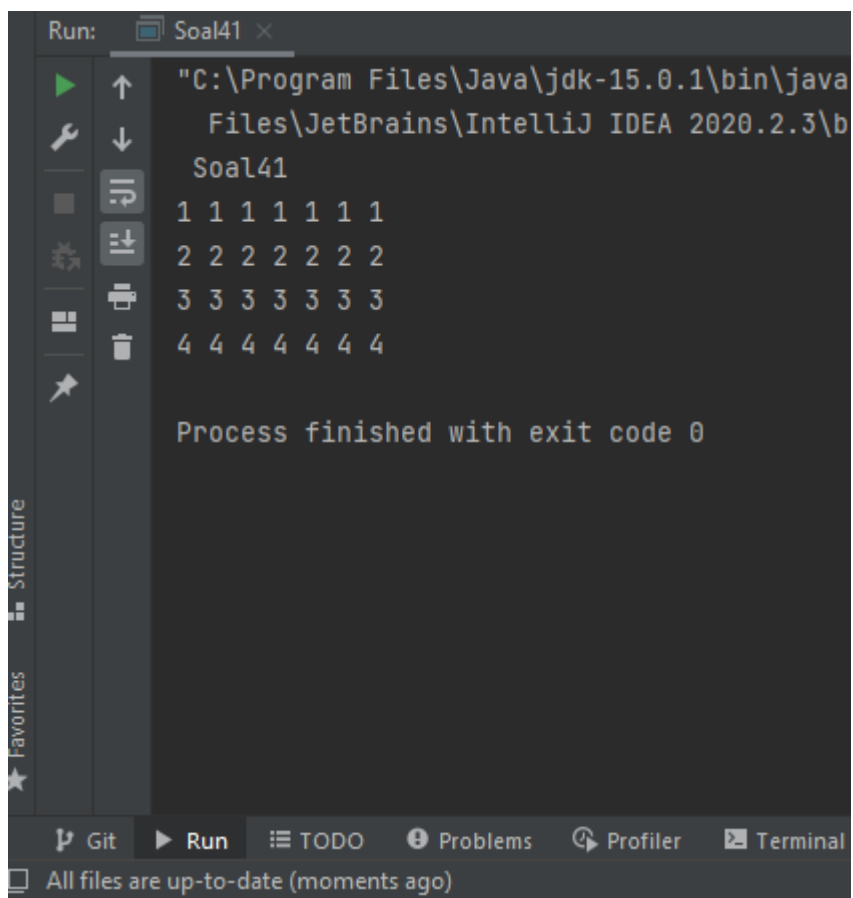 Run: Soal41
"C:\Program Files\Java\jdk-15.0.1\bin\java
Files\JetBrains\IntelliJ IDEA 2020.2.3\b
Soal41
1 1 1 1 1 1 1
2 2 2 2 2 2 2
3 3 3 3 3 3 3
4 4 4 4 4 4 4
Process finished with exit code 0
Structure
Favorites
Git Run TODO Problems Profiler Terminal
All files are up-to-date (moments ago)